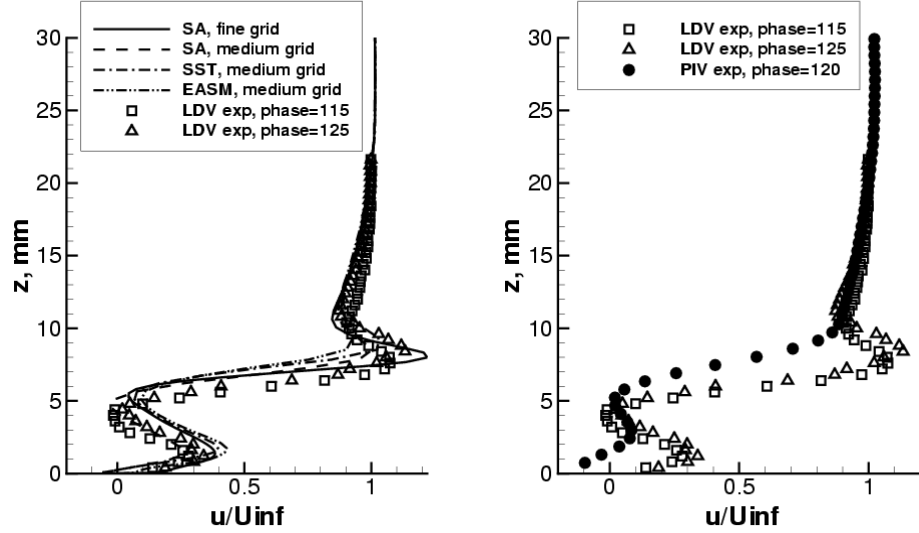 SA, fine grid
SA, medium grid
SST, medium grid
EASM, medium grid
LDV exp, phase=115
LDV exp, phase=125
30
25
20
15
10
5
0
z, mm
0
0.5
1
u/Uinf
LDV exp, phase=115
LDV exp, phase=125
PIV exp, phase=120
30
25
20
15
10
5
0
z, mm
0
0.5
1
u/Uinf